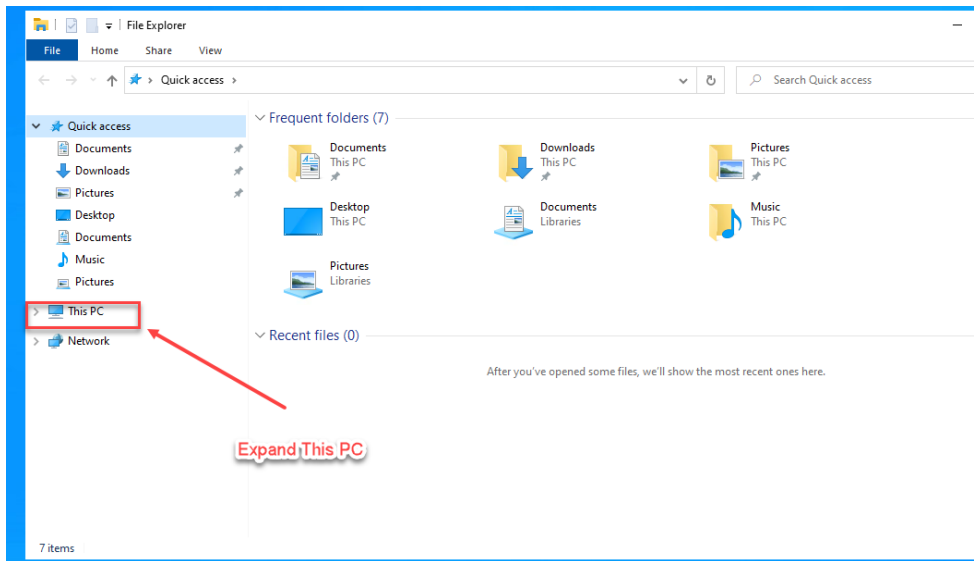 File Explorer
File Home Share View
Quick access
Search Quick access
Quick access
Documents
Downloads
Pictures
Desktop
Documents
Music
Pictures
This PC
Network
Frequent folders (7)
Documents
This PC
Downloads
This PC
Pictures
This PC
Desktop
This PC
Documents
Libraries
Music
This PC
Pictures
Libraries
Recent files (0)
After you've opened some files, we'll show the most recent ones here.
Expand This PC
7 items